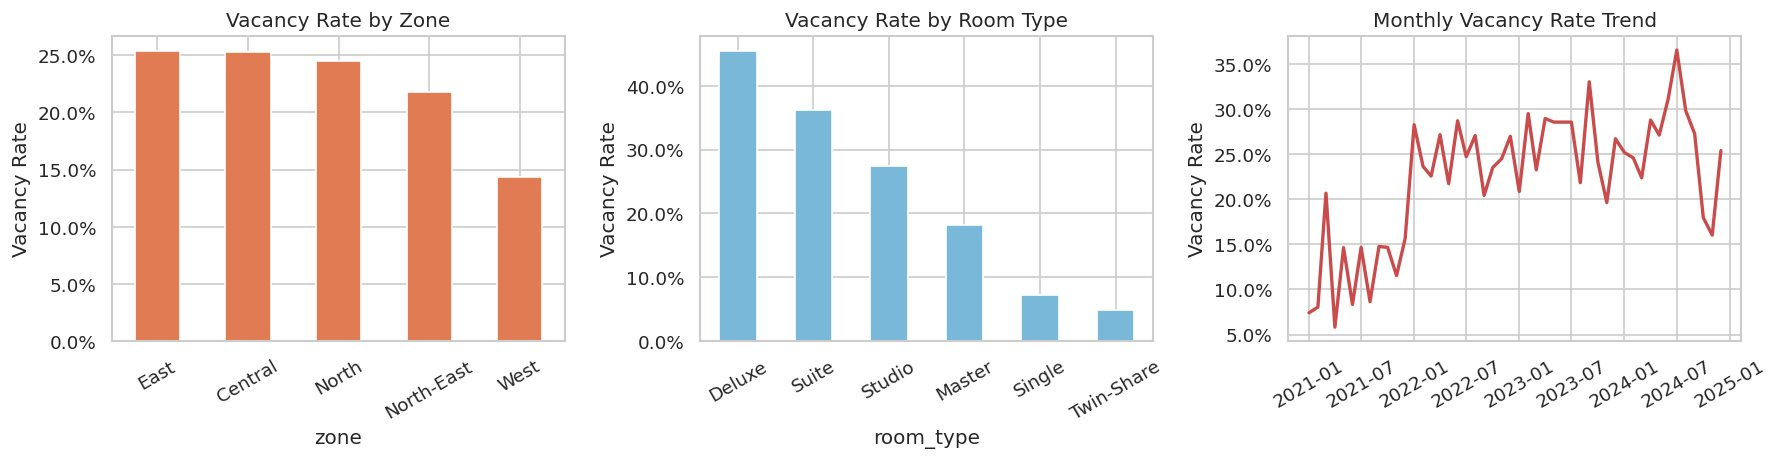 Vacancy Rate by Zone
Vacancy Rate
25.0%
20.0%
15.0%
10.0%
5.0%
0.0%
East
Central
North
North-East
West
zone
Vacancy Rate by Room Type
Vacancy Rate
40.0%
30.0%
20.0%
10.0%
0.0%
Deluxe
Suite
Studio
Master
Single
Twin-Share
room_type
Monthly Vacancy Rate Trend
Vacancy Rate
35.0%
30.0%
25.0%
20.0%
15.0%
10.0%
5.0%
2021-01
2021-07
2022-01
2022-07
2023-01
2023-07
2024-01
2024-07
2025-01